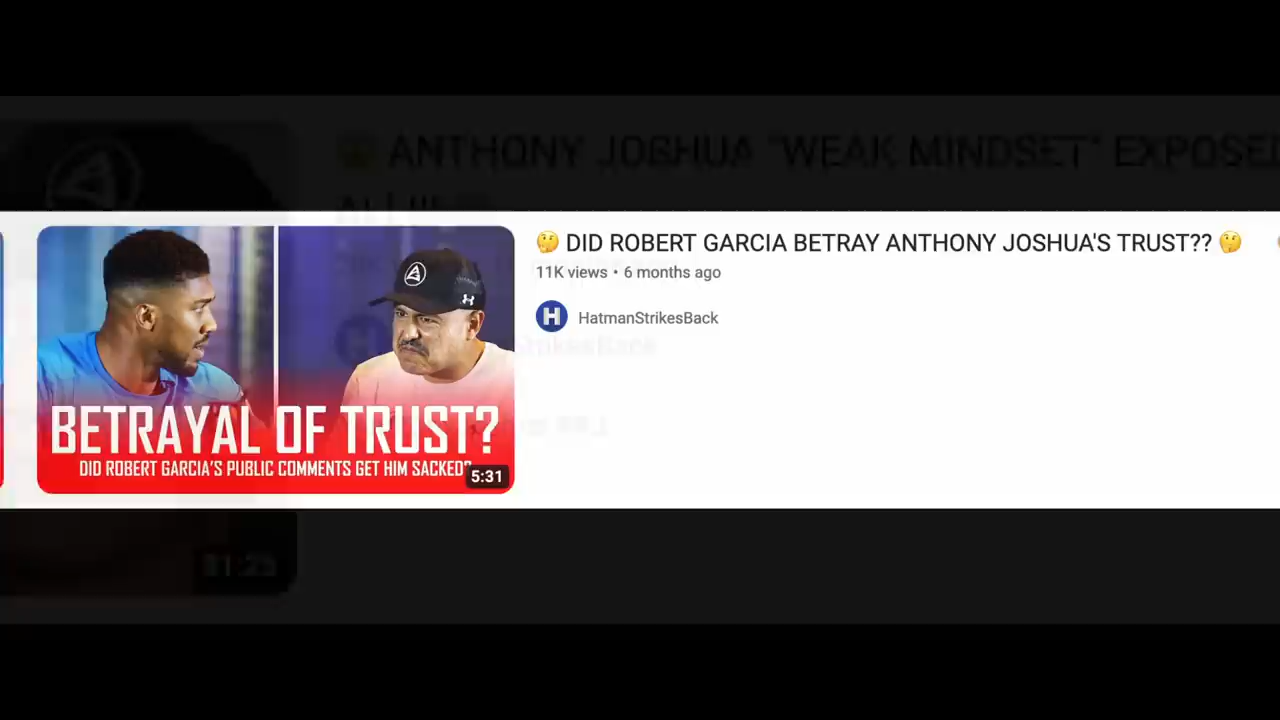 ANTHONY JOSHUA "WEAK MINDSET" EXPOSED
🤔 DID ROBERT GARCIA BETRAY ANTHONY JOSHUA'S TRUST?? 🤔
11K views • 6 months ago
H HatmanStrikesBack
BETRAYAL OF TRUST?
DID ROBERT GARCIA'S PUBLIC COMMENTS GET HIM SACKED?
5:31